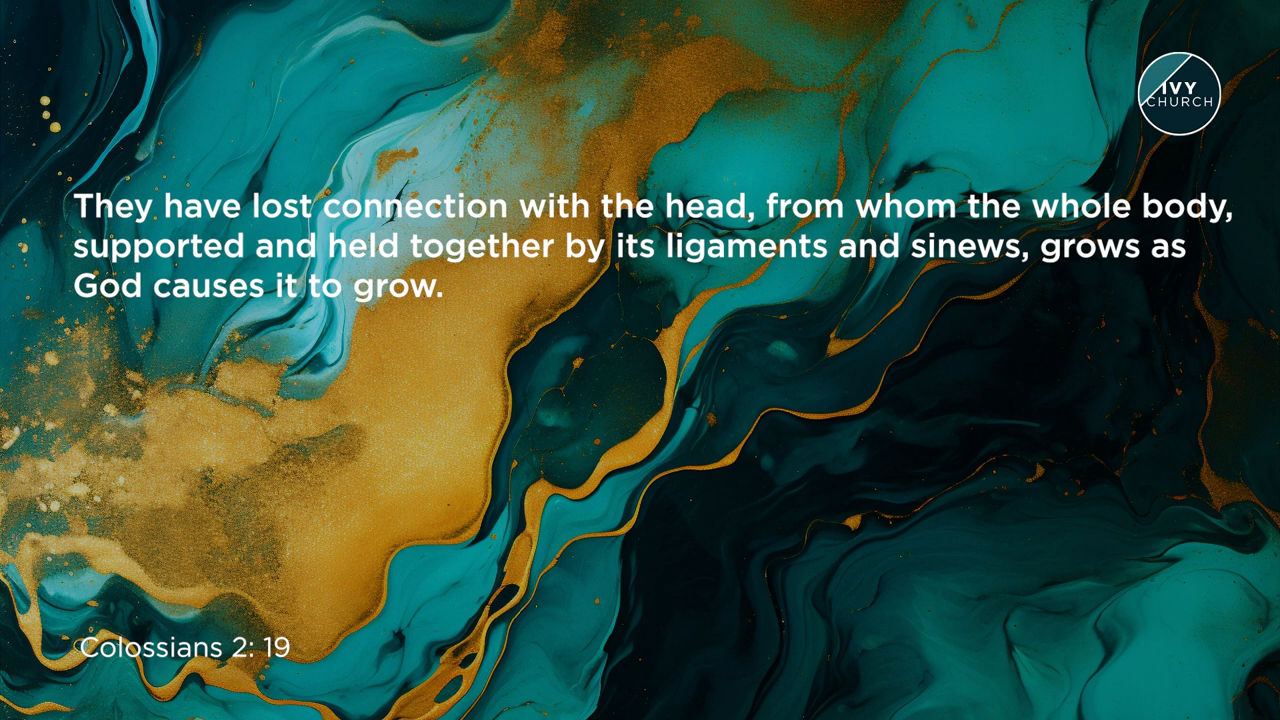 IVY
CHURCH
They have lost connection with the head, from whom the whole body,
supported and held together by its ligaments and sinews, grows as
God causes it to grow.
Colossians 2: 19